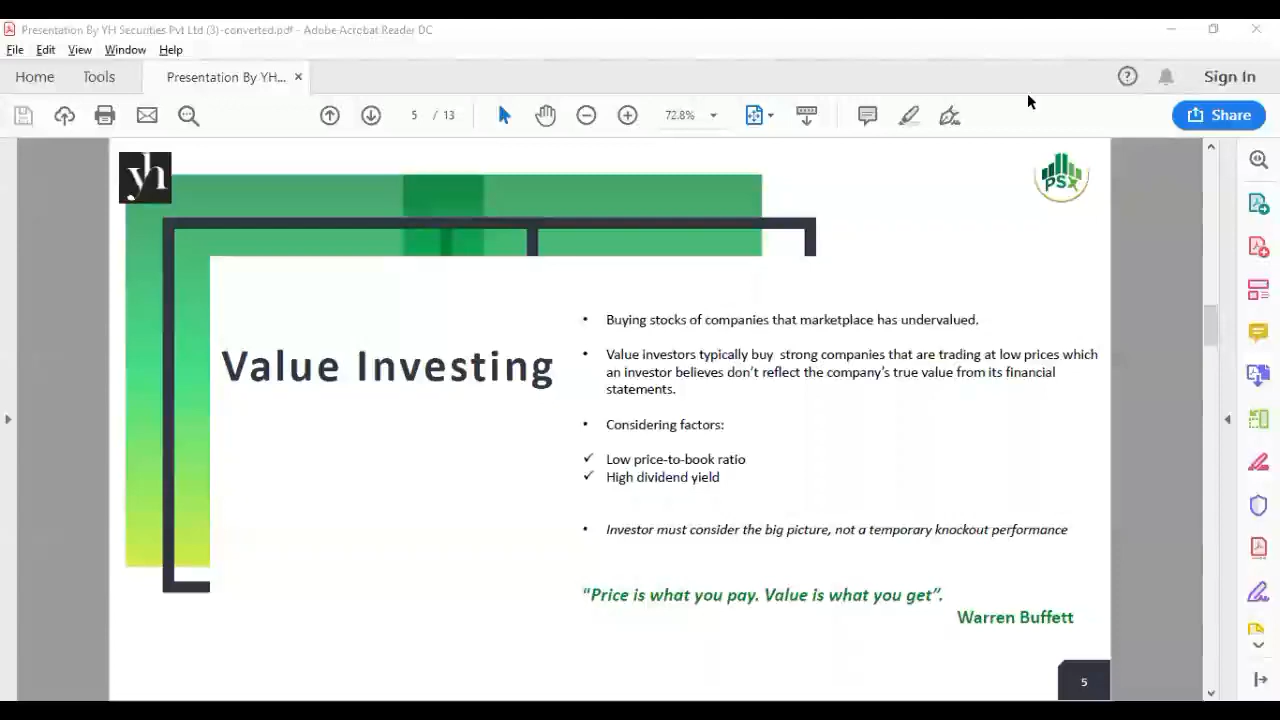 Presentation By YH Securities Pvt Ltd (3)-converted.pdf - Adobe Acrobat Reader DC
File Edit View Window Help
Home Tools Presentation By YH... × Sign In
5 / 13 72.8% Share
yh
PSX
Value Investing
• Buying stocks of companies that marketplace has undervalued.
• Value investors typically buy strong companies that are trading at low prices which
an investor believes don't reflect the company's true value from its financial
statements.
• Considering factors:
✓ Low price-to-book ratio
✓ High dividend yield
• Investor must consider the big picture, not a temporary knockout performance
"Price is what you pay. Value is what you get”.
Warren Buffett
5